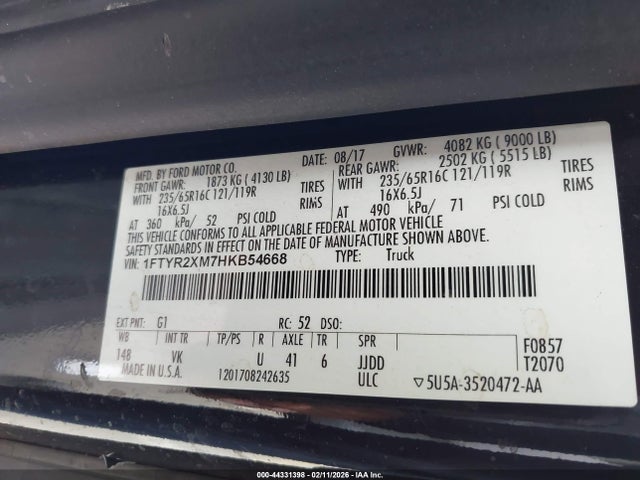 MFD. BY FORD MOTOR CO. DATE: 08/17 GVWR: 4082 KG ( 9000 LB)
FRONT GAWR: 1873 KG ( 4130 LB) REAR GAWR: 2502 KG ( 5515 LB)
WITH 235/65R16C 121/119R TIRES WITH 235/65R16C 121/119R TIRES
16X6.5J RIMS 16X6.5J RIMS
AT 360 kPa/ 52 PSI COLD AT 490 kPa/ 71 PSI COLD
THIS VEHICLE CONFORMS TO ALL APPLICABLE FEDERAL MOTOR VEHICLE
SAFETY STANDARDS IN EFFECT ON THE DATE OF MANUFACTURE SHOWN ABOVE.
VIN: 1FTYR2XM7HKB54668 TYPE: Truck
EXT PNT: G1 RC: 52 DSO:
WB INT TR TP/PS R AXLE TR SPR F0857
148 VK U 41 6 JJDD T2070
MADE IN U.S.A. 1201708242635 ULC ▽5U5A-3520472-AA
000-44331398 - 02/11/2026 - IAA Inc.